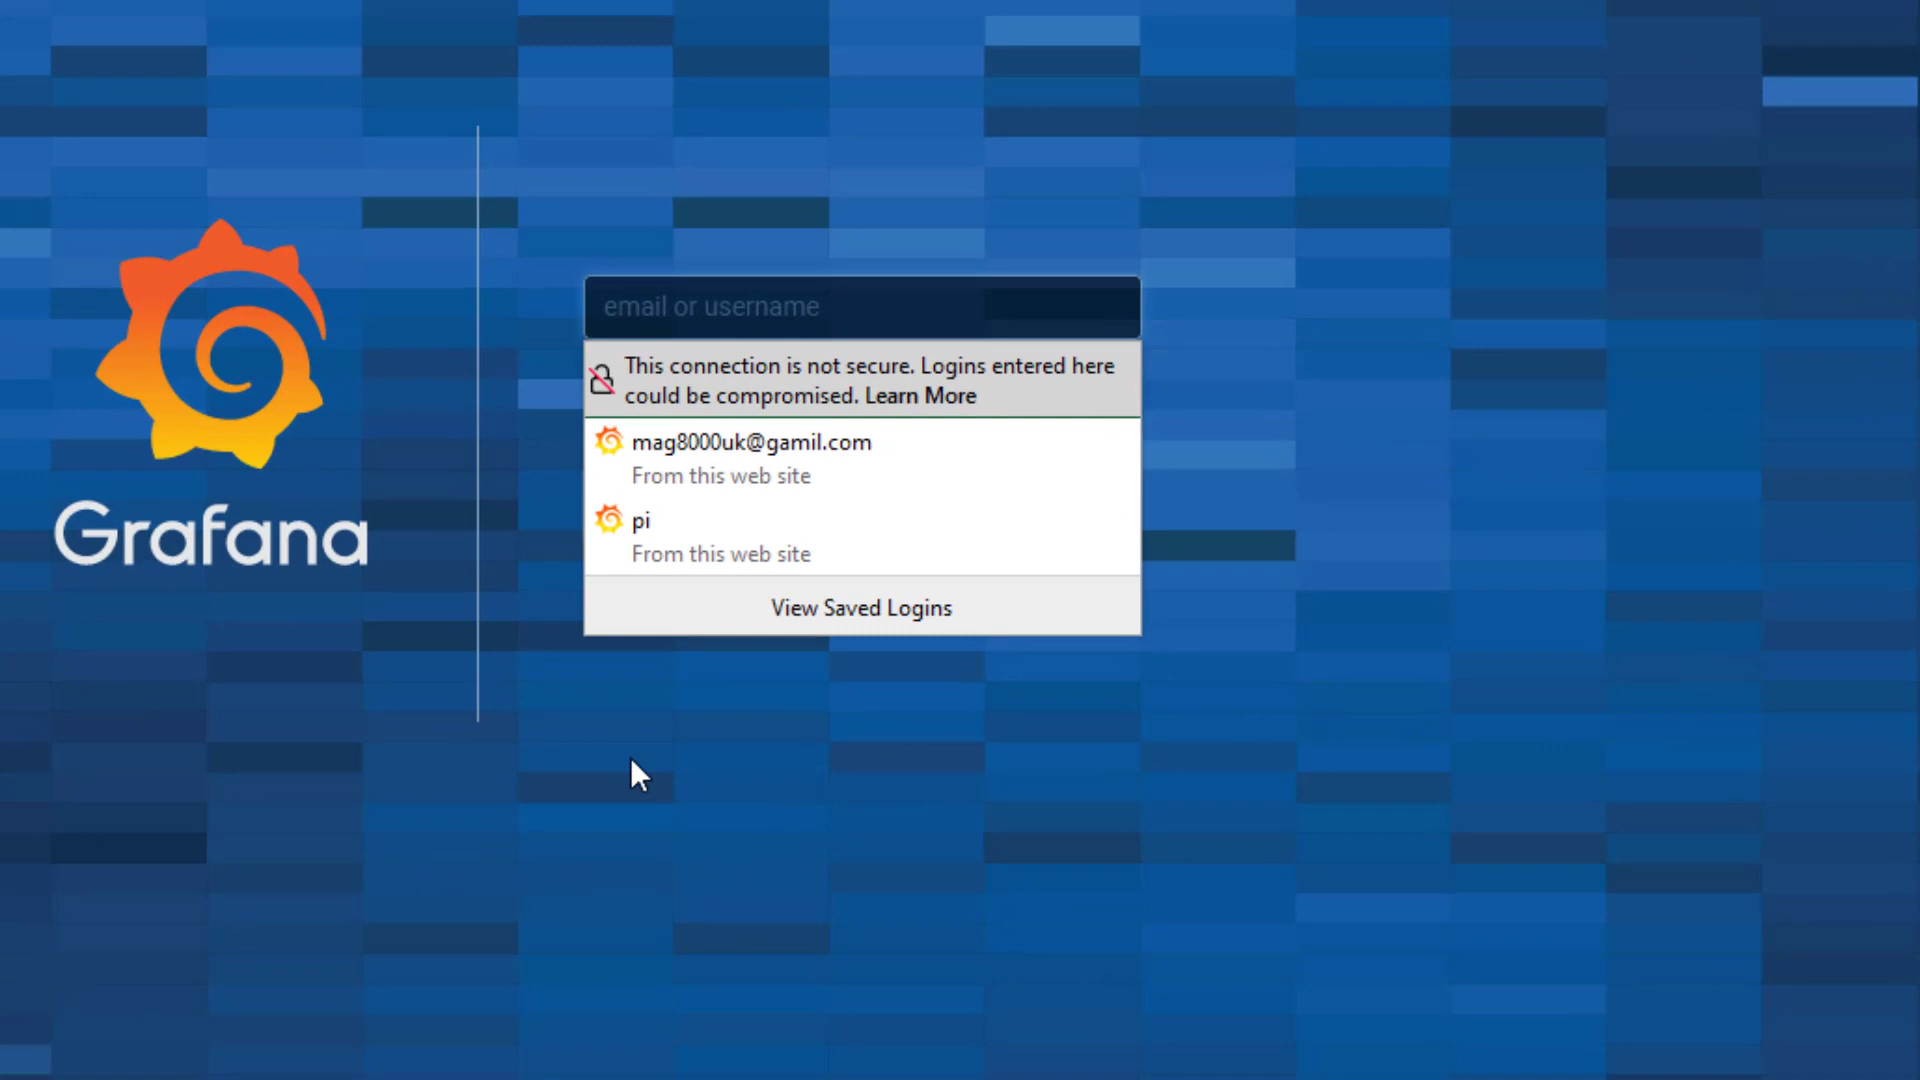 Grafana
email or username
This connection is not secure. Logins entered here
could be compromised. Learn More
mag8000uk@gamil.com
From this web site
pi
From this web site
View Saved Logins